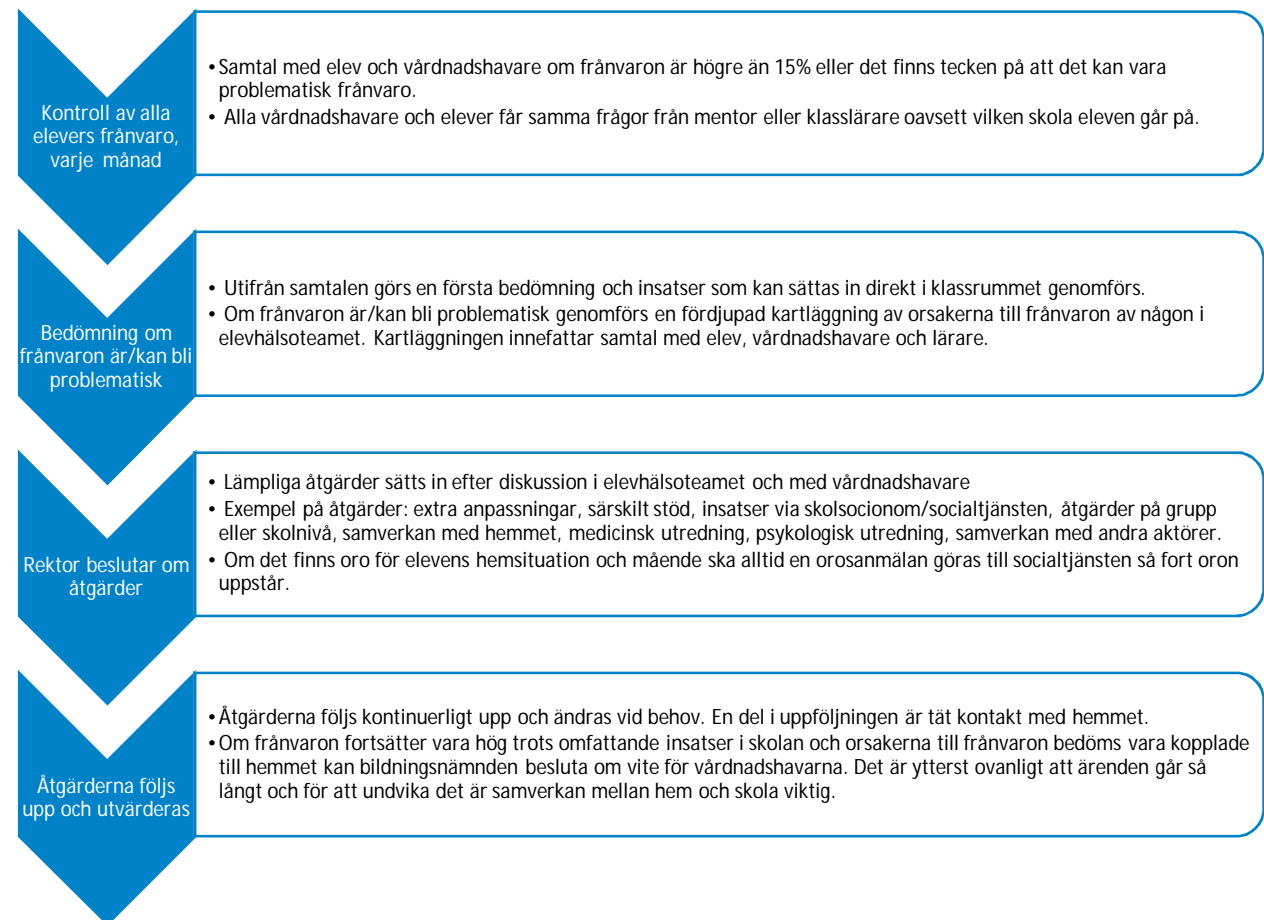 Kontroll av alla
elevers frånvaro,
varje månad
•Samtal med elev och vårdnadshavare om frånvaron är högre än 15% eller det finns tecken på att det kan vara
problematisk frånvaro.
• Alla vårdnadshavare och elever får samma frågor från mentor eller klasslärare oavsett vilken skola eleven går på.
Bedömning om
frånvaron är/kan bli
problematisk
• Utifrån samtalen görs en första bedömning och insatser som kan sättas in direkt i klassrummet genomförs.
• Om frånvaron är/kan bli problematisk genomförs en fördjupad kartläggning av orsakerna till frånvaron av någon i
elevhälsoteamet. Kartläggningen innefattar samtal med elev, vårdnadshavare och lärare.
Rektor beslutar om
åtgärder
• Lämpliga åtgärder sätts in efter diskussion i elevhälsoteamet och med vårdnadshavare
• Exempel på åtgärder: extra anpassningar, särskilt stöd, insatser via skolsocionom/socialtjänsten, åtgärder på grupp
eller skolnivå, samverkan med hemmet, medicinsk utredning, psykologisk utredning, samverkan med andra aktörer.
• Om det finns oro för elevens hemsituation och mående ska alltid en orosanmälan göras till socialtjänsten så fort oron
uppstår.
Åtgärderna följs
upp och utvärderas
•Åtgärderna följs kontinuerligt upp och ändras vid behov. En del i uppföljningen är tät kontakt med hemmet.
•Om frånvaron fortsätter vara hög trots omfattande insatser i skolan och orsakerna till frånvaron bedöms vara kopplade
till hemmet kan bildningsnämnden besluta om vite för vårdnadshavarna. Det är ytterst ovanligt att ärenden går så
långt och för att undvika det är samverkan mellan hem och skola viktig.